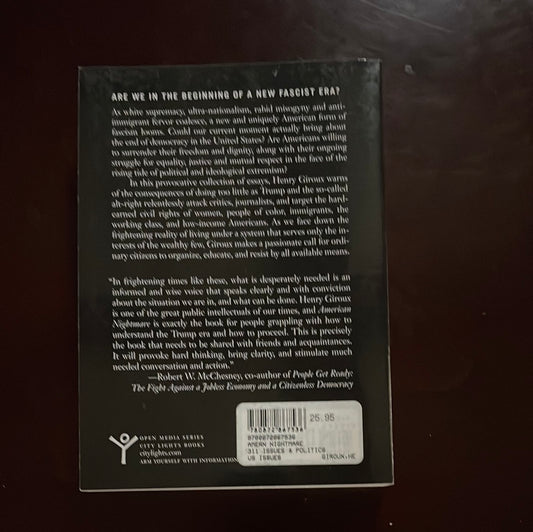 ARE WE IN THE BEGINNING OF A NEW FASCIST ERA?
As white supremacy, ultra-nationalism, rabid misogyny and anti-
immigrant fervor coalesce, a new and uniquely American form of
fascism looms. Could our current moment actually bring about
the end of democracy in the United States? Are Americans willing
to surrender their freedom and dignity, along with their ongoing
struggle for equality, justice and mutual respect in the face of the
rising tide of political and ideological extremism?
In this provocative collection of essays, Henry Giroux warns
of the consequences of doing too little as Trump and the so-called
alt-right relentlessly attack critics, journalists, and target the hard-
earned civil rights of women, people of color, immigrants, the
working class, and low-income Americans. As we face down the
frightening reality of living under a system that serves only the in-
terests of the wealthy few, Giroux makes a passionate call for ordi-
nary citizens to organize, educate, and resist by all available means.
"In frightening times like these, what is desperately needed is an
informed and wise voice that speaks clearly and with conviction
about the situation we are in, and what can be done. Henry Giroux
is one of the great public intellectuals of our times, and American
Nightmare is exactly the book for people grappling with how to
understand the Trump era and how to proceed. This is precisely
the book that needs to be shared with friends and acquaintances.
It will provoke hard thinking, bring clarity, and stimulate much
needed conversation and action."
—Robert W. McChesney, co-author of People Get Ready:
The Fight Against a Jobless Economy and a Citizenless Democracy
OPEN MEDIA SERIES
CITY LIGHTS BOOKS
citylights.com
ARM YOURSELF WITH INFORMATION
25.95
9780872867536
AMERN NIGHTMARE
311 ISSUES & POLITICS
US ISSUES GIROUX,HE